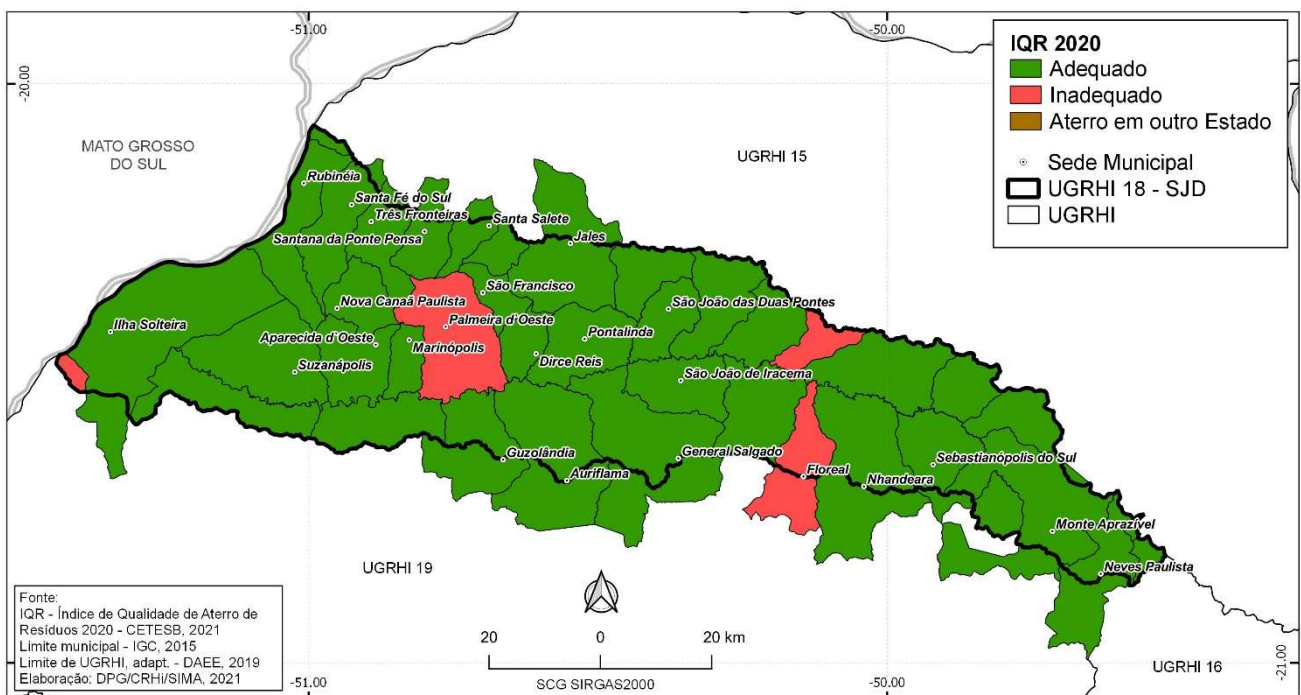 -51.00
-50.00
-20.00
IQR 2020
Adequado
Inadequado
Aterro em outro Estado
Sede Municipal
UGRHI 18 - SJD
UGRHI
MATO GROSSO
DO SUL
UGRHI 15
Rubinéia
Santa Fé do Sul
Três Fronteiras
Santa Salete
Santana da Ponte Pensa
Jales
São Francisco
Nova Canaã Paulista
São João das Duas Pontes
Ilha Solteira
Palmeira d'Oeste
Aparecida d'Oeste
Marinópolis
Pontalinda
Dirce Reis
Suzanápolis
São João de Iracema
Guzolândia
General Salgado
Sebastianópolis do Sul
Auriflama
Floreal
Nhandeara
Monte Aprazível
Neves Paulista
UGRHI 19
Fonte:
IQR - Índice de Qualidade de Aterro de
Resíduos 2020 - CETESB, 2021
Limite municipal - IGC, 2015
Limite de UGRHI, adapt. - DAEE, 2019
Elaboração: DPG/CRHi/SIMA, 2021
20 0 20 km
SCG SIRGAS2000
UGRHI 16
-21.00
-51.00
-50.00